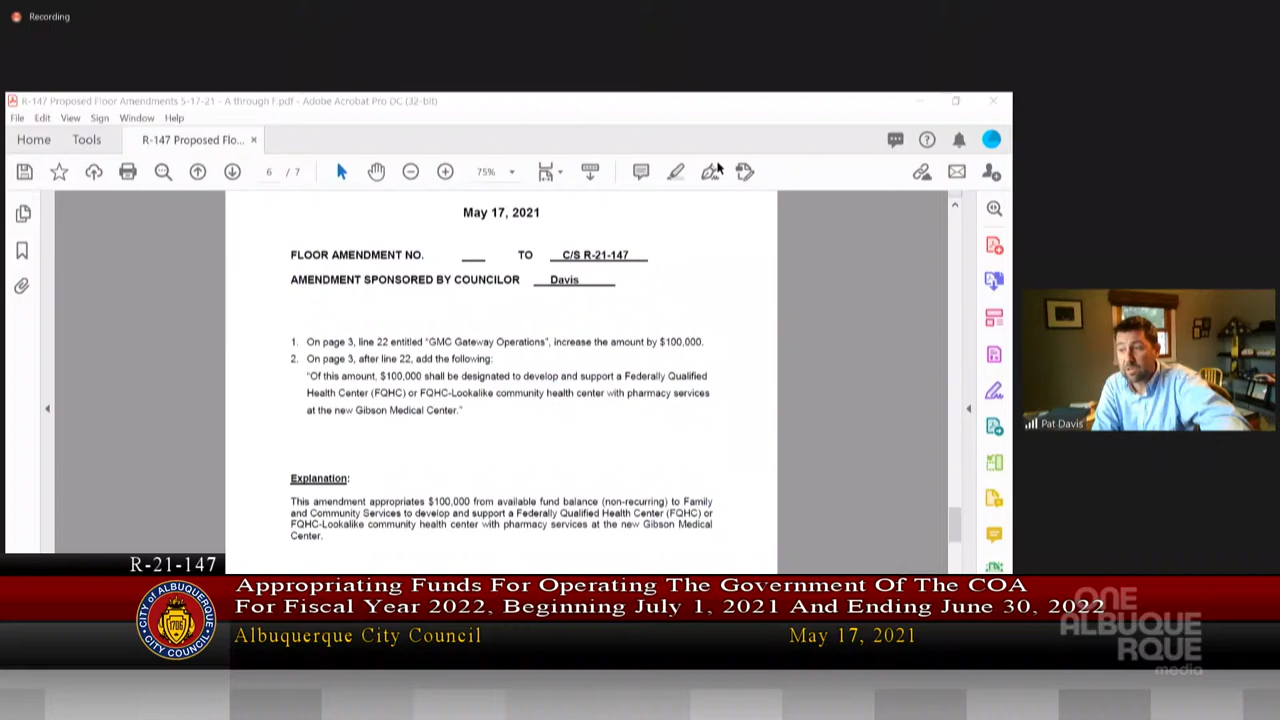 Recording
R-147 Proposed Floor Amendments 5-17-21 - A through F.pdf - Adobe Acrobat Pro DC (32-bit)
File Edit View Sign Window Help
Home Tools R-147 Proposed Flo... ×
6 / 7 75%
May 17, 2021
FLOOR AMENDMENT NO. ____ TO C/S R-21-147
AMENDMENT SPONSORED BY COUNCILOR Davis
1. On page 3, line 22 entitled "GMC Gateway Operations", increase the amount by $100,000.
2. On page 3, after line 22, add the following:
"Of this amount, $100,000 shall be designated to develop and support a Federally Qualified
Health Center (FQHC) or FQHC-Lookalike community health center with pharmacy services
at the new Gibson Medical Center."
Explanation:
This amendment appropriates $100,000 from available fund balance (non-recurring) to Family
and Community Services to develop and support a Federally Qualified Health Center (FQHC) or
FQHC-Lookalike community health center with pharmacy services at the new Gibson Medical
Center.
Pat Davis
R-21-147
Appropriating Funds For Operating The Government Of The COA
For Fiscal Year 2022, Beginning July 1, 2021 And Ending June 30, 2022
Albuquerque City Council May 17, 2021
CITY OF ALBUQUERQUE
1706
CITY COUNCIL
ONE
ALBUQUE
RQUE
media